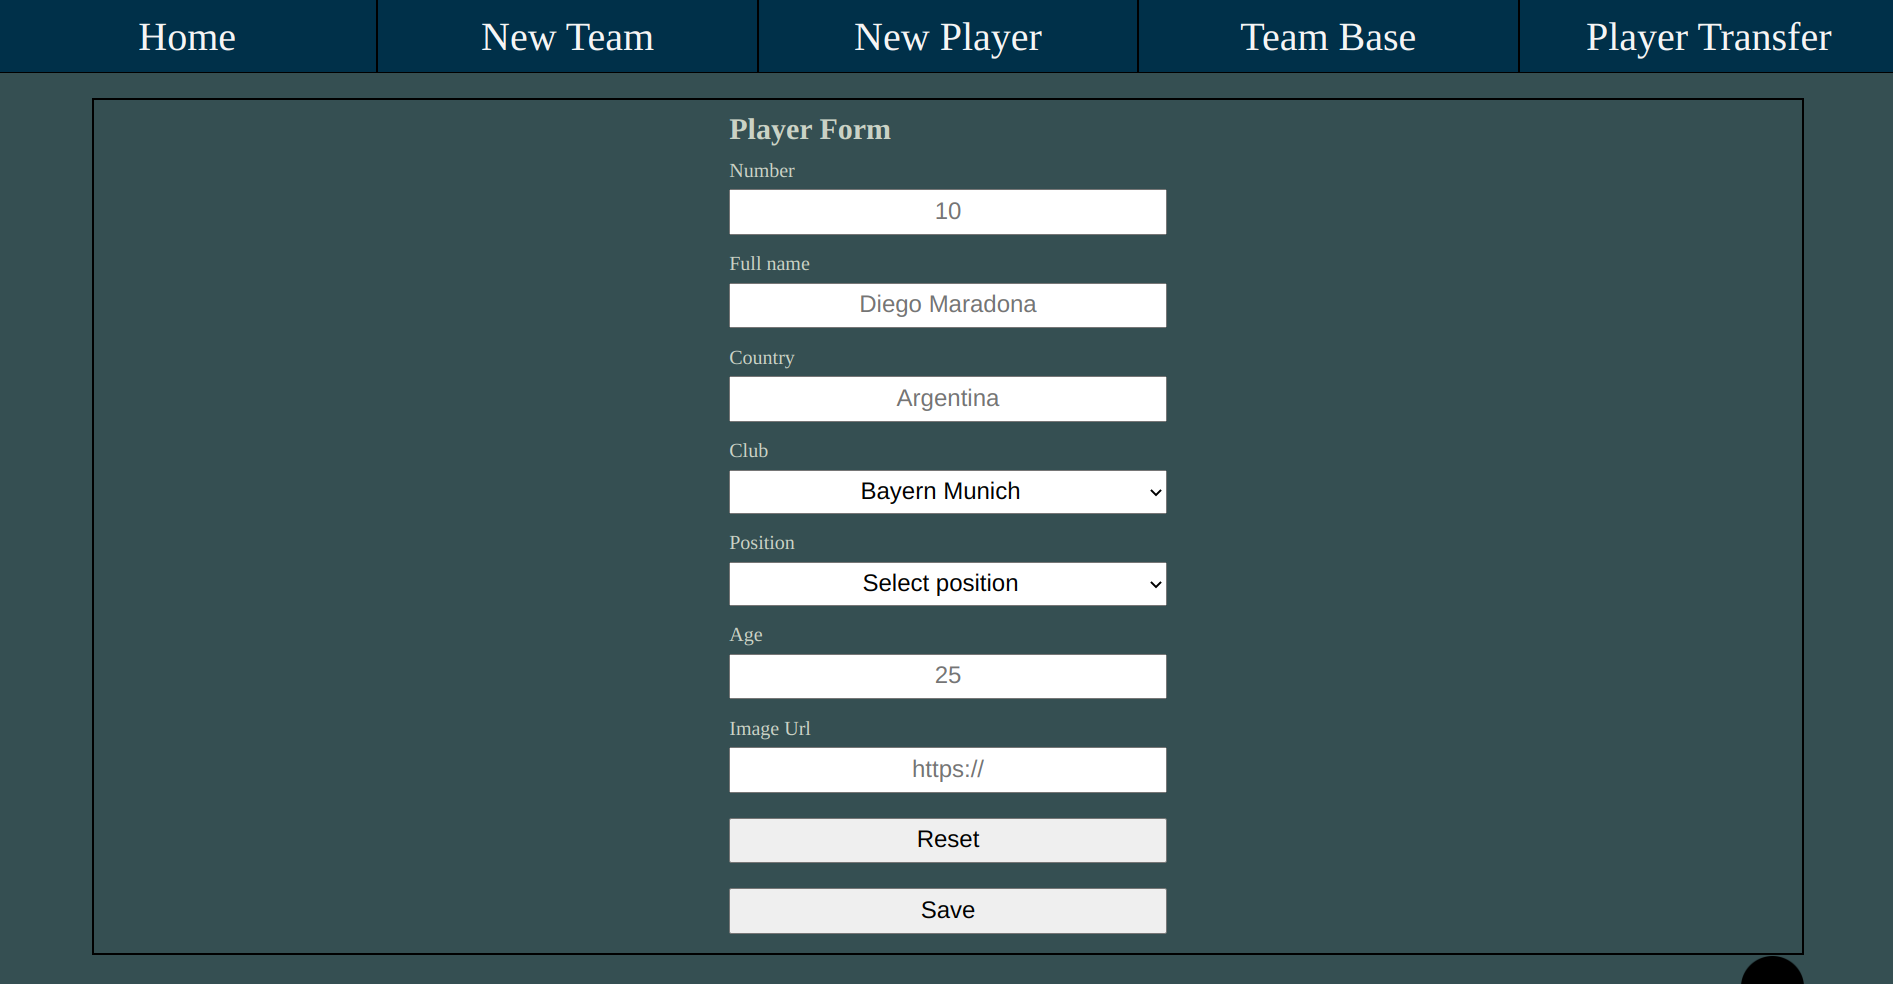 Home New Team New Player Team Base Player Transfer
Player Form
Number
10
Full name
Diego Maradona
Country
Argentina
Club
Bayern Munich
Position
Select position
Age
25
Image Url
https://
Reset
Save